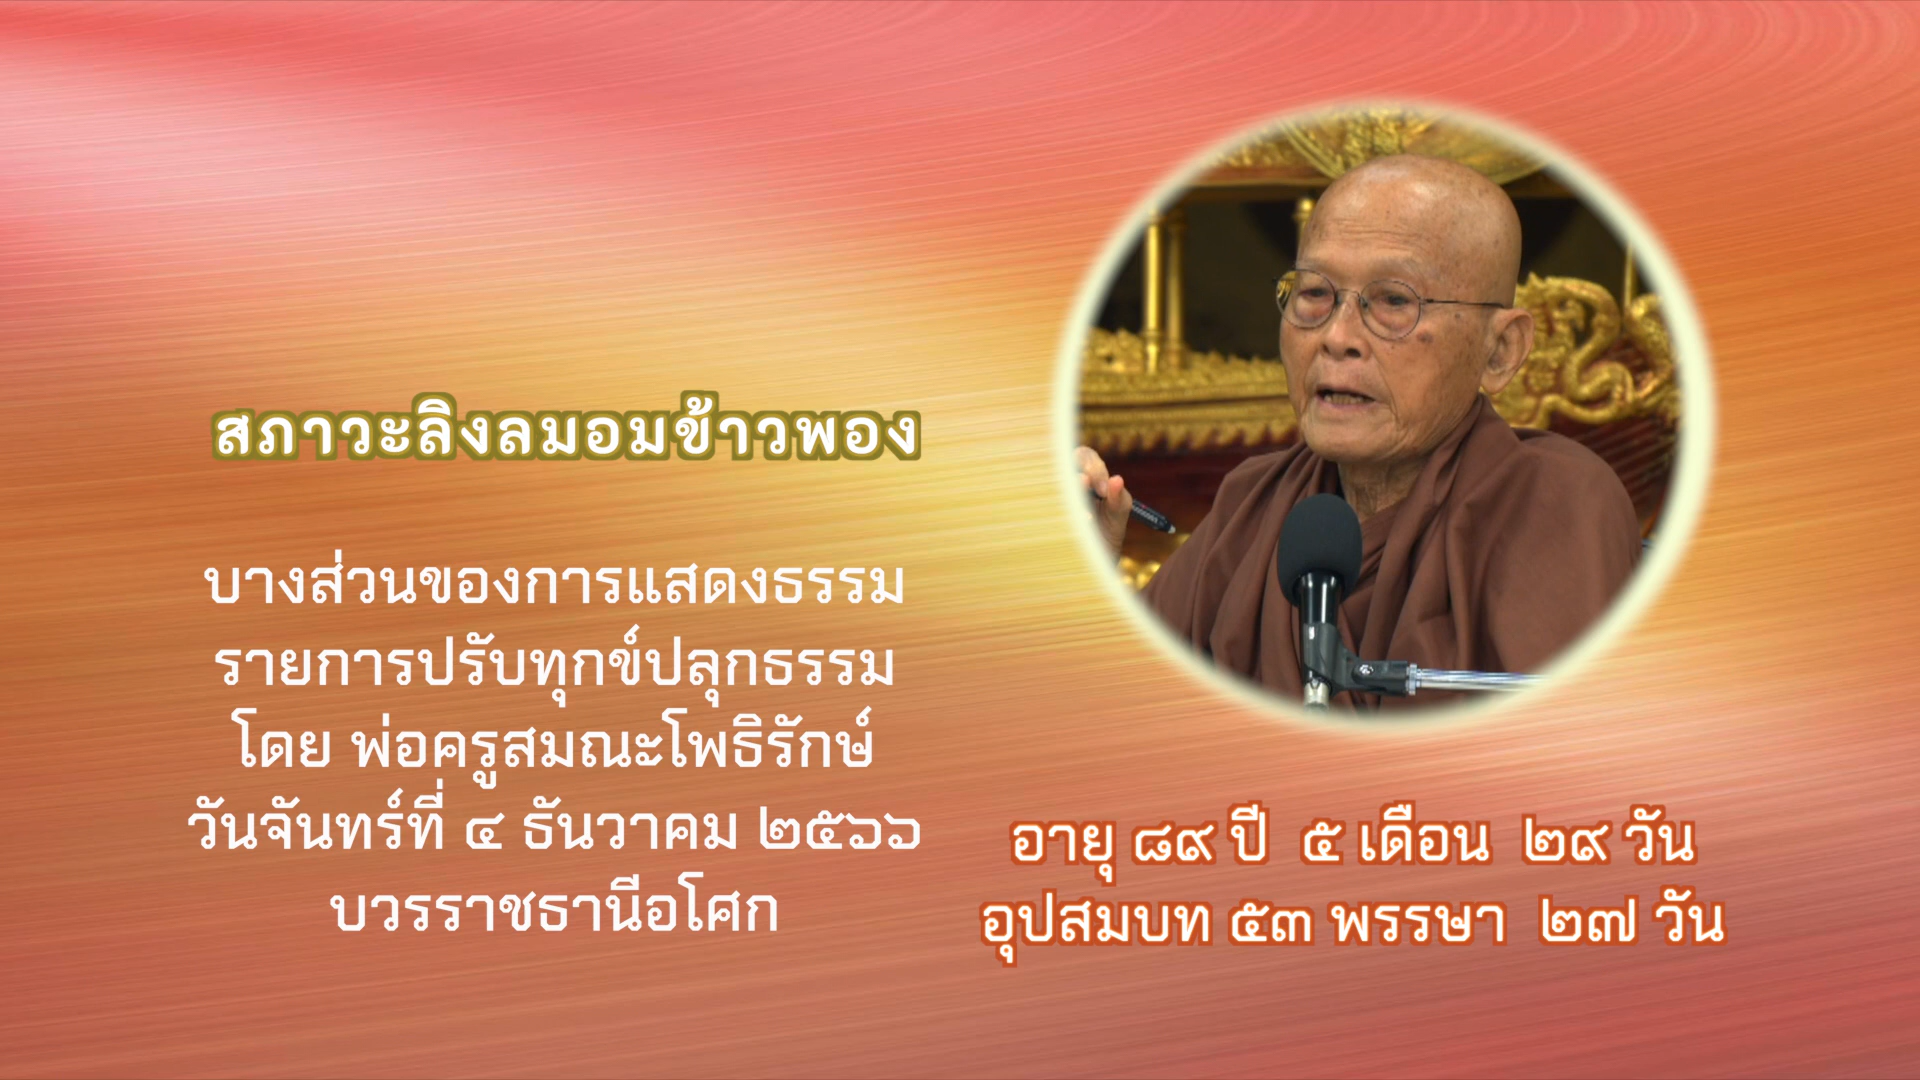 สภาวะลิงลมอมข้าวพอง
บางส่วนของการแสดงธรรม
รายการปรับทุกข์ปลุกธรรม
โดย พ่อครูสมณะโพธิรักษ์
วันจันทร์ที่ ๔ ธันวาคม ๒๕๖๖
บวรราชธานีอโศก
อายุ ๘๙ ปี ๕ เดือน ๒๙ วัน
อุปสมบท ๕๓ พรรษา ๒๗ วัน